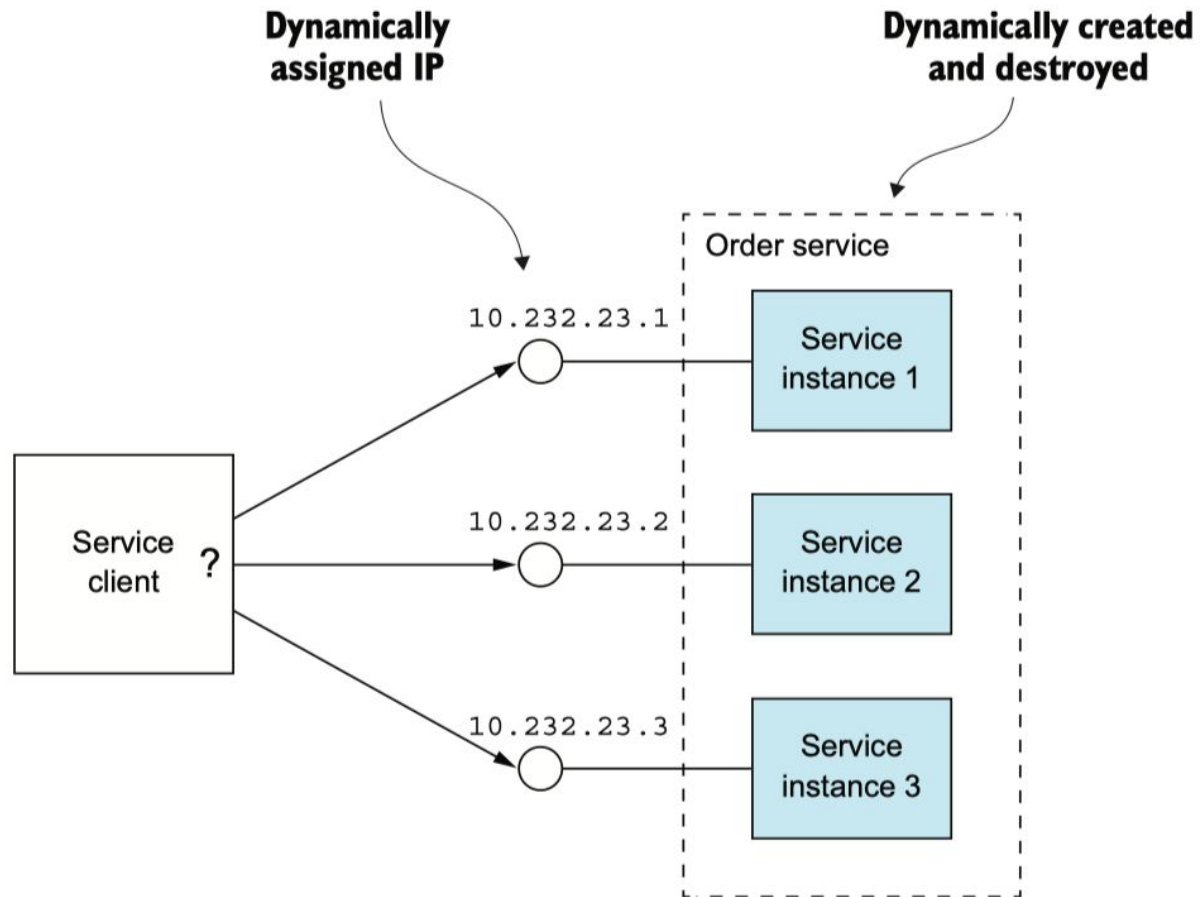 Dynamically
assigned IP
Dynamically created
and destroyed
Order service
10.232.23.1
Service
instance 1
Service
client
?
10.232.23.2
Service
instance 2
10.232.23.3
Service
instance 3